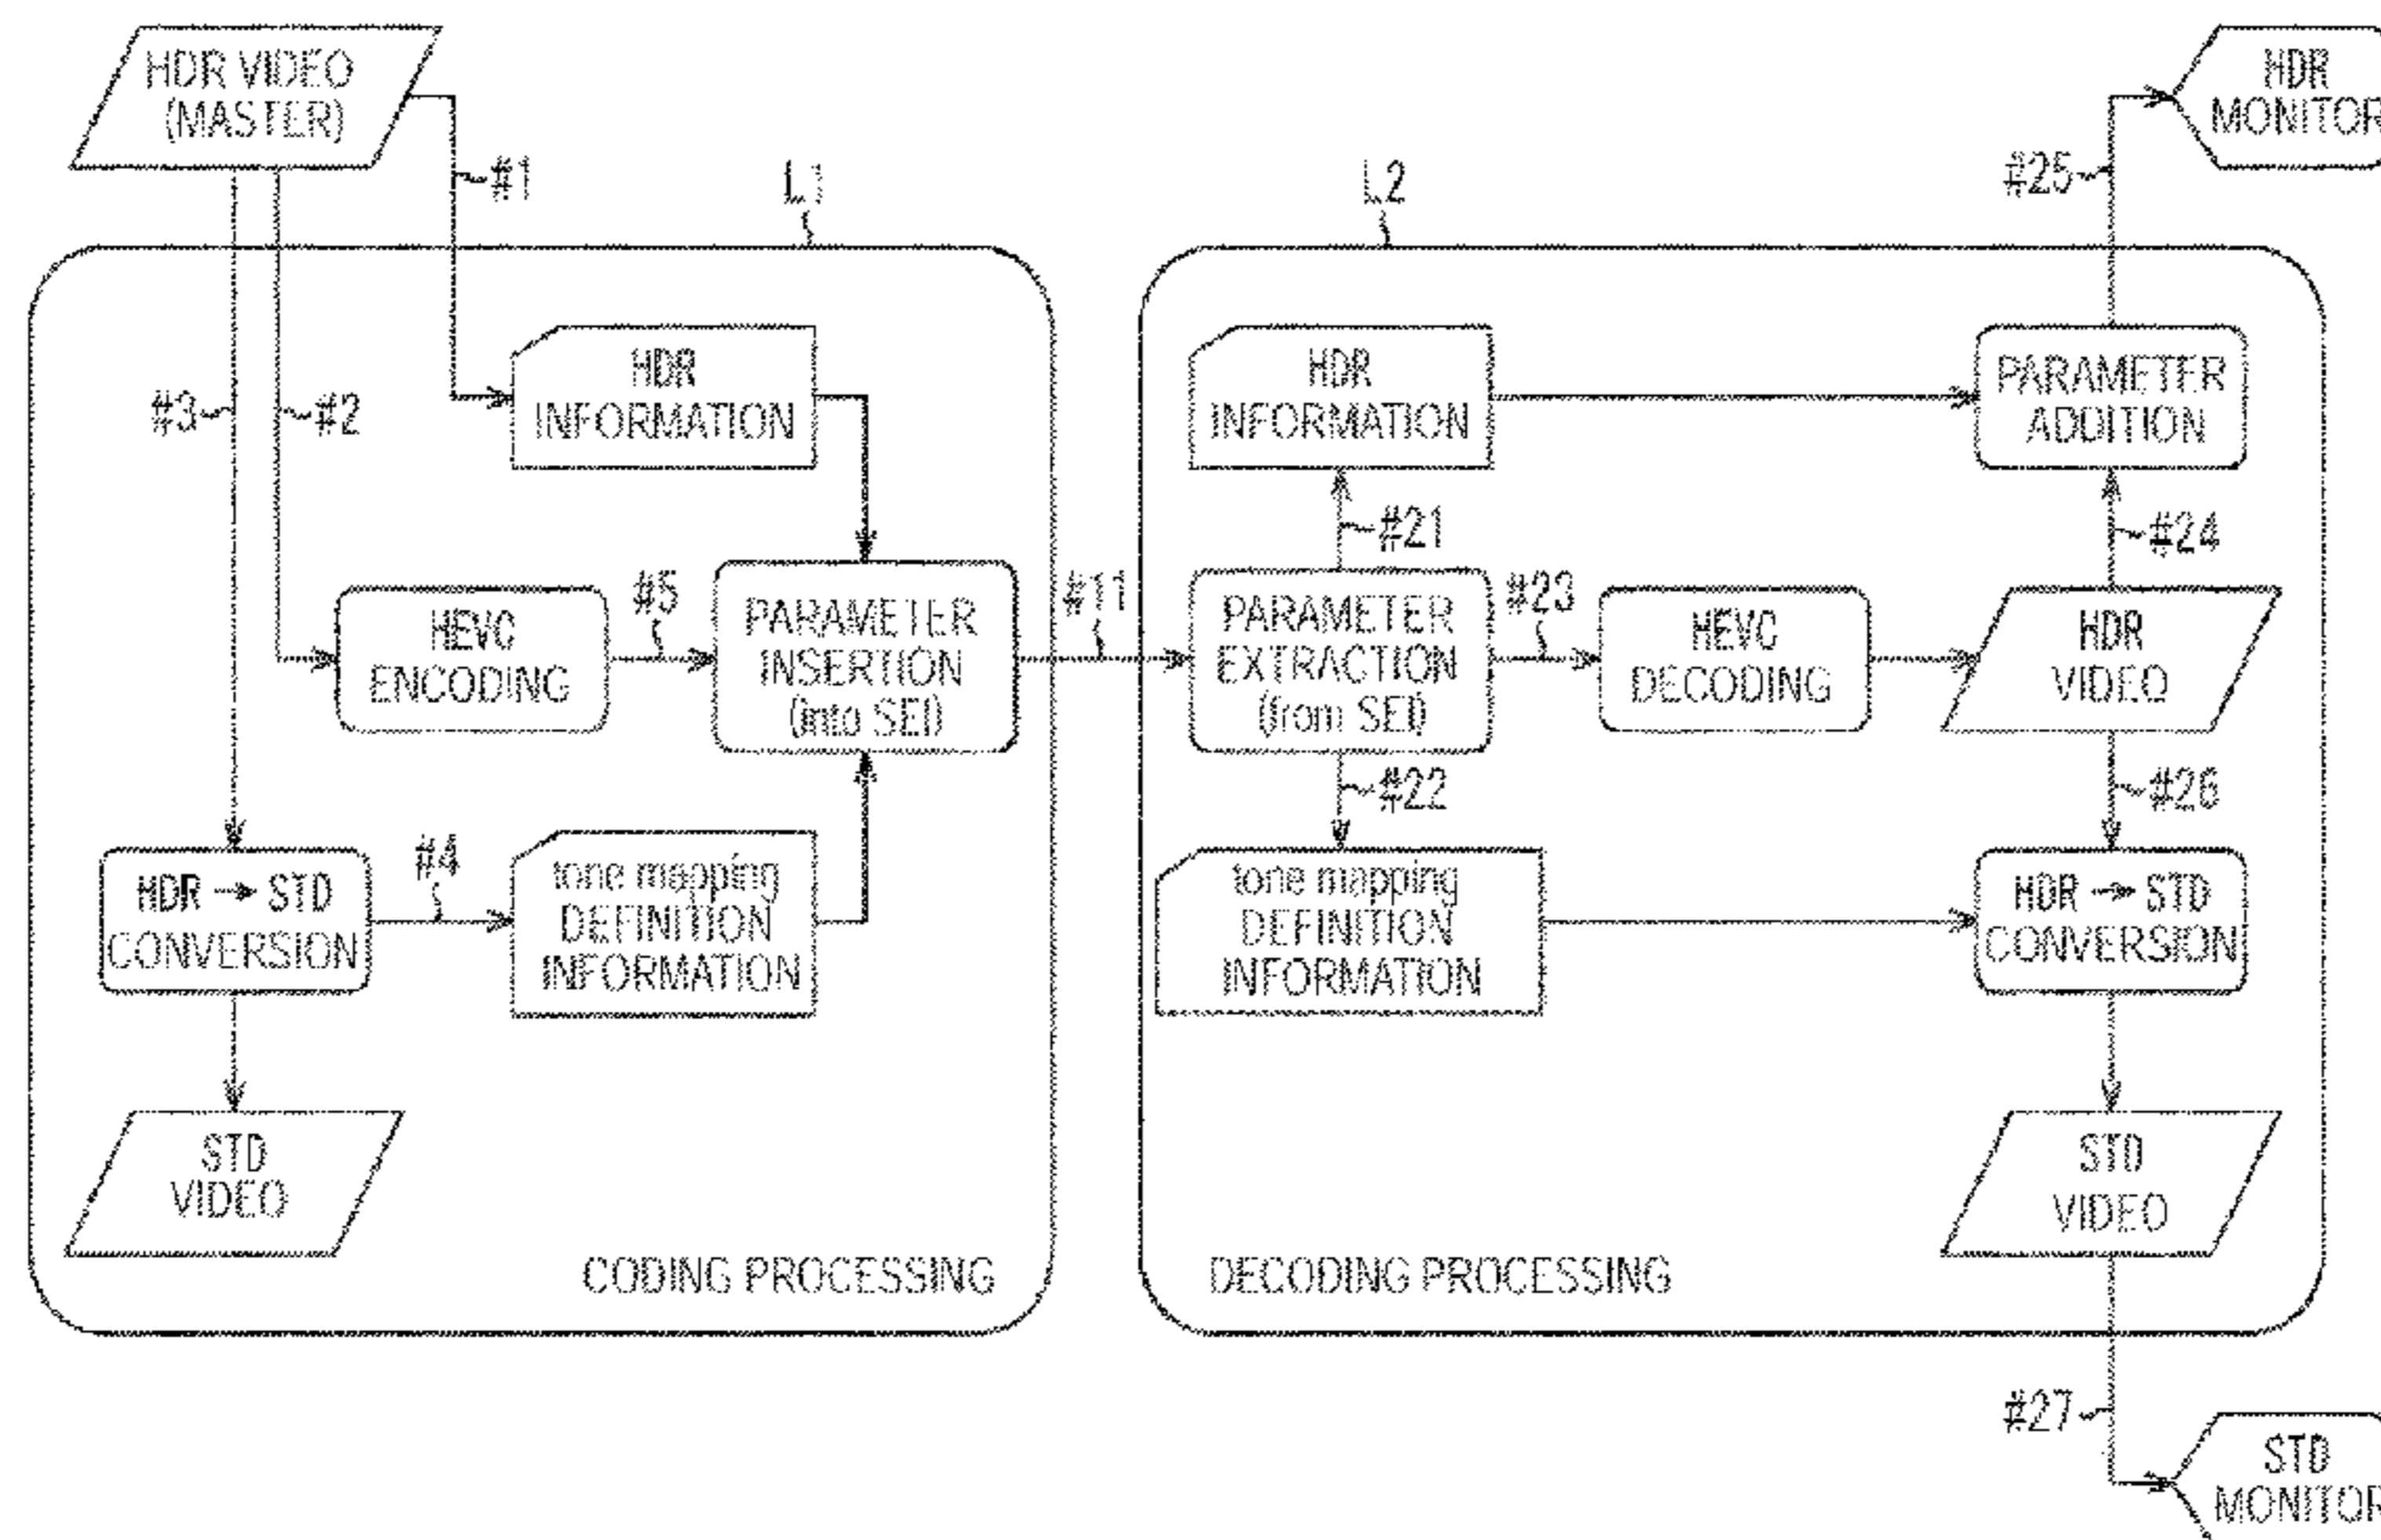 HDR VIDEO
(MASTER)
#1
L1
L2
#25
HDR
MONITOR
#3
#2
HDR
INFORMATION
HDR
INFORMATION
PARAMETER
ADDITION
#21
#24
HEVC
ENCODING
#5
PARAMETER
INSERTION
(into SEI)
#11
PARAMETER
EXTRACTION
(from SEI)
#23
HEVC
DECODING
HDR
VIDEO
#22
#26
HDR → STD
CONVERSION
#4
tone mapping
DEFINITION
INFORMATION
tone mapping
DEFINITION
INFORMATION
HDR → STD
CONVERSION
STD
VIDEO
STD
VIDEO
CODING PROCESSING
DECODING PROCESSING
#27
STD
MONITOR